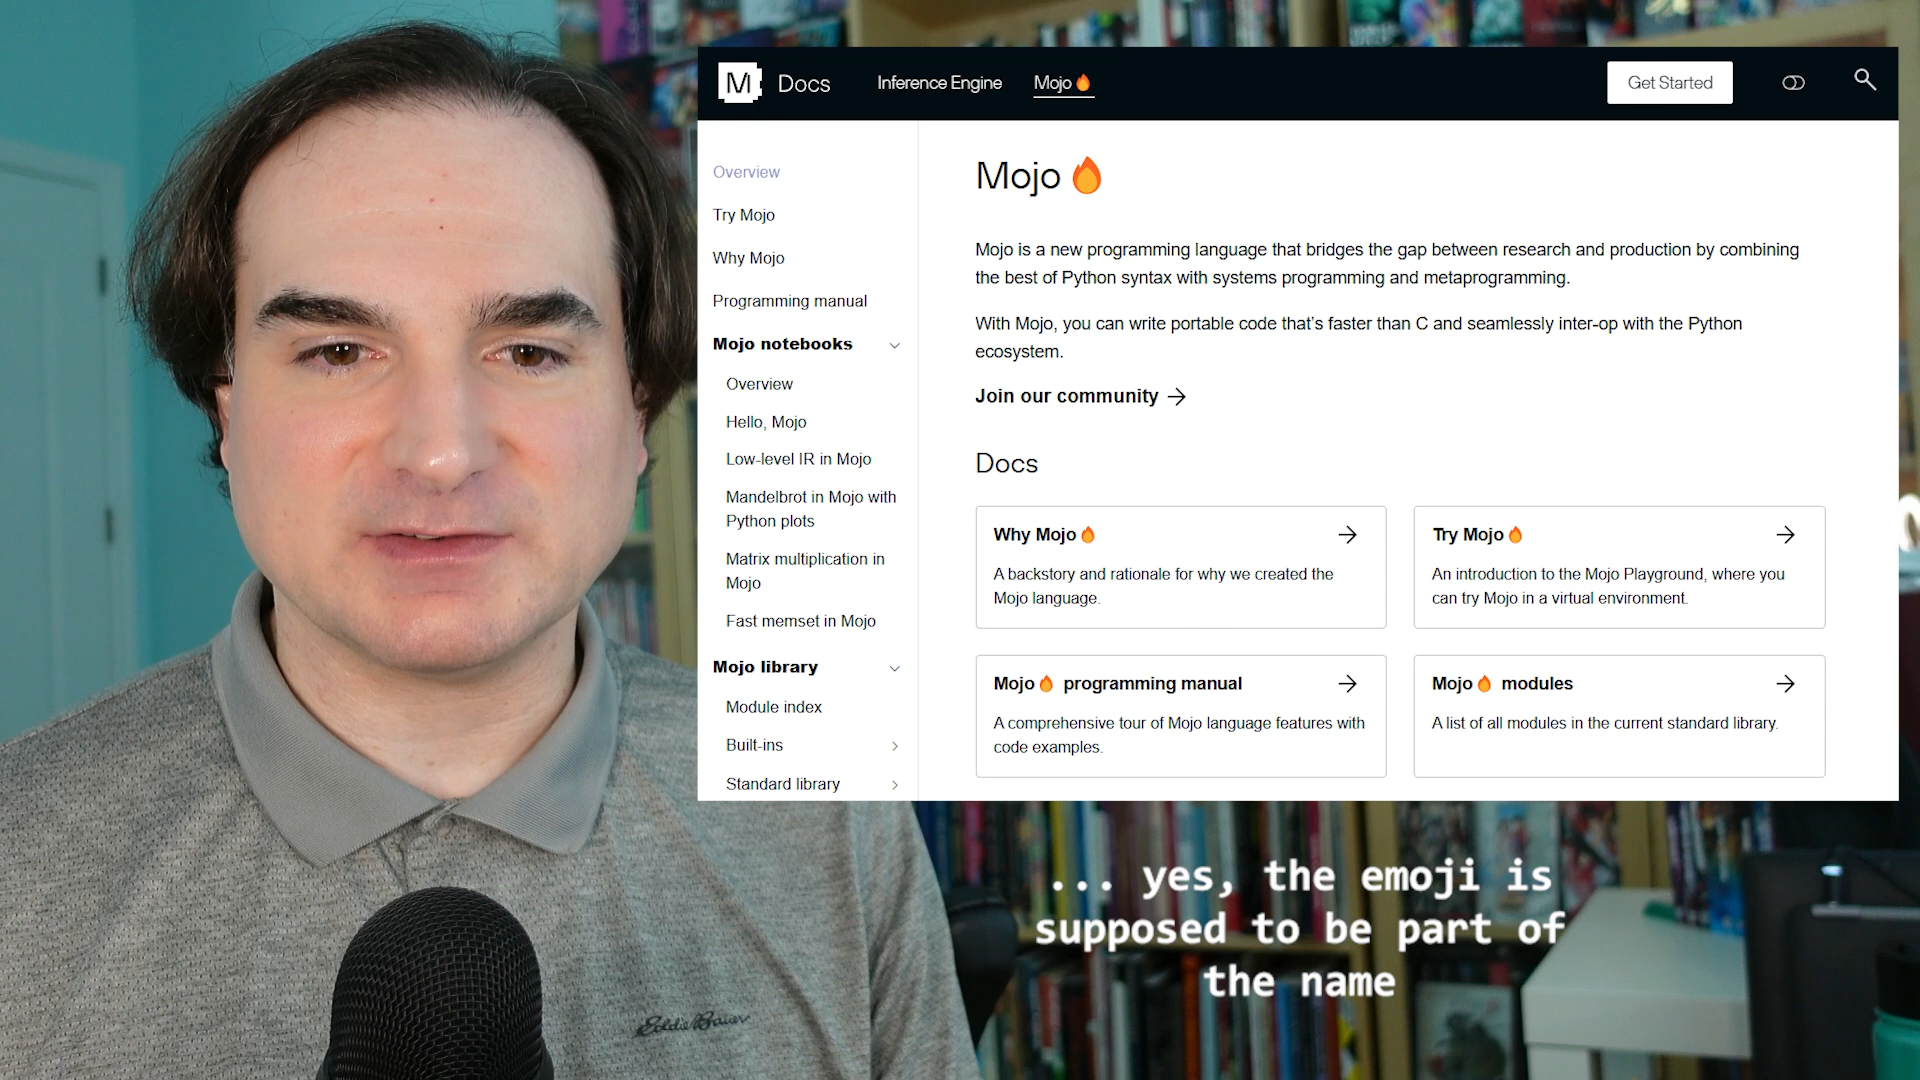 M Docs Inference Engine Mojo🔥 Get Started
Overview
Try Mojo
Why Mojo
Programming manual
Mojo notebooks
Overview
Hello, Mojo
Low-level IR in Mojo
Mandelbrot in Mojo with
Python plots
Matrix multiplication in
Mojo
Fast memset in Mojo
Mojo library
Module index
Built-ins
Standard library
Mojo 🔥
Mojo is a new programming language that bridges the gap between research and production by combining
the best of Python syntax with systems programming and metaprogramming.
With Mojo, you can write portable code that’s faster than C and seamlessly inter-op with the Python
ecosystem.
Join our community →
Docs
Why Mojo🔥 →
A backstory and rationale for why we created the
Mojo language.
Try Mojo🔥 →
An introduction to the Mojo Playground, where you
can try Mojo in a virtual environment.
Mojo🔥 programming manual →
A comprehensive tour of Mojo language features with
code examples.
Mojo🔥 modules →
A list of all modules in the current standard library.
... yes, the emoji is
supposed to be part of
the name
Eddie Bauer